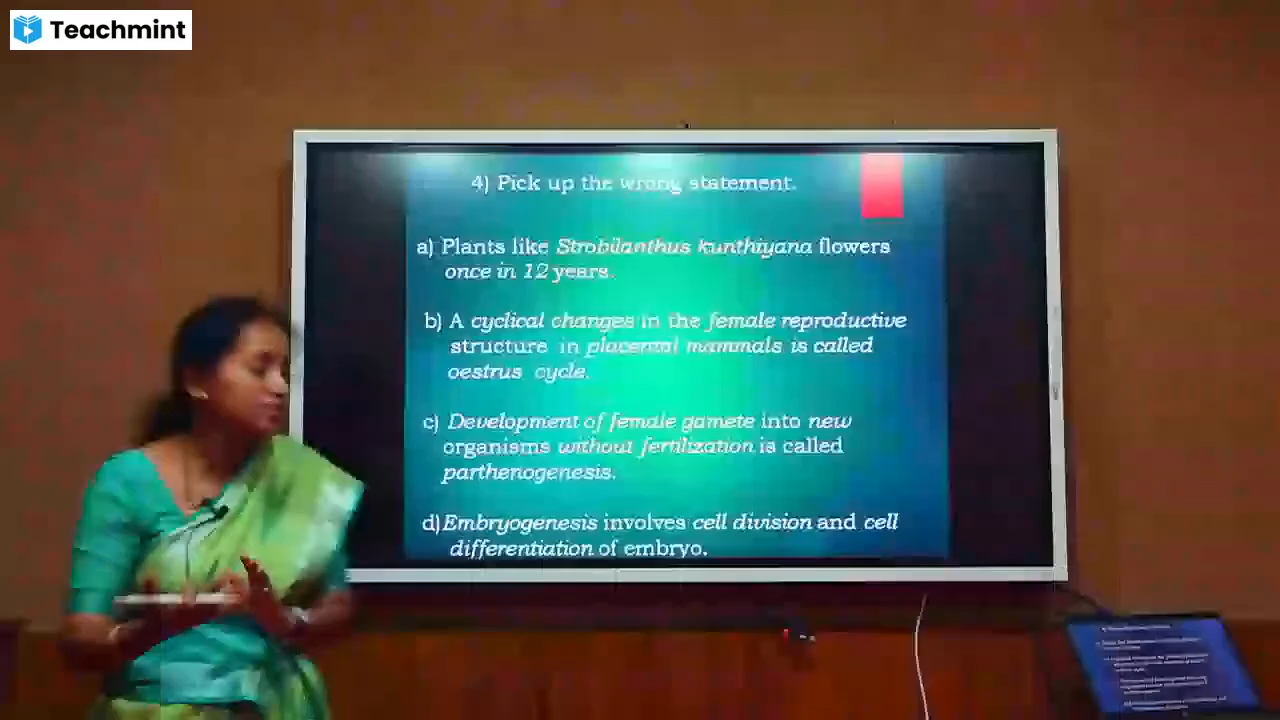 Teachmint
4) Pick up the wrong statement.
a) Plants like Strobilanthus kunthiyana flowers
once in 12 years.
b) A cyclical changes in the female reproductive
structure in placental mammals is called
oestrus cycle.
c) Development of female gamete into new
organisms without fertilization is called
parthenogenesis.
d)Embryogenesis involves cell division and cell
differentiation of embryo.